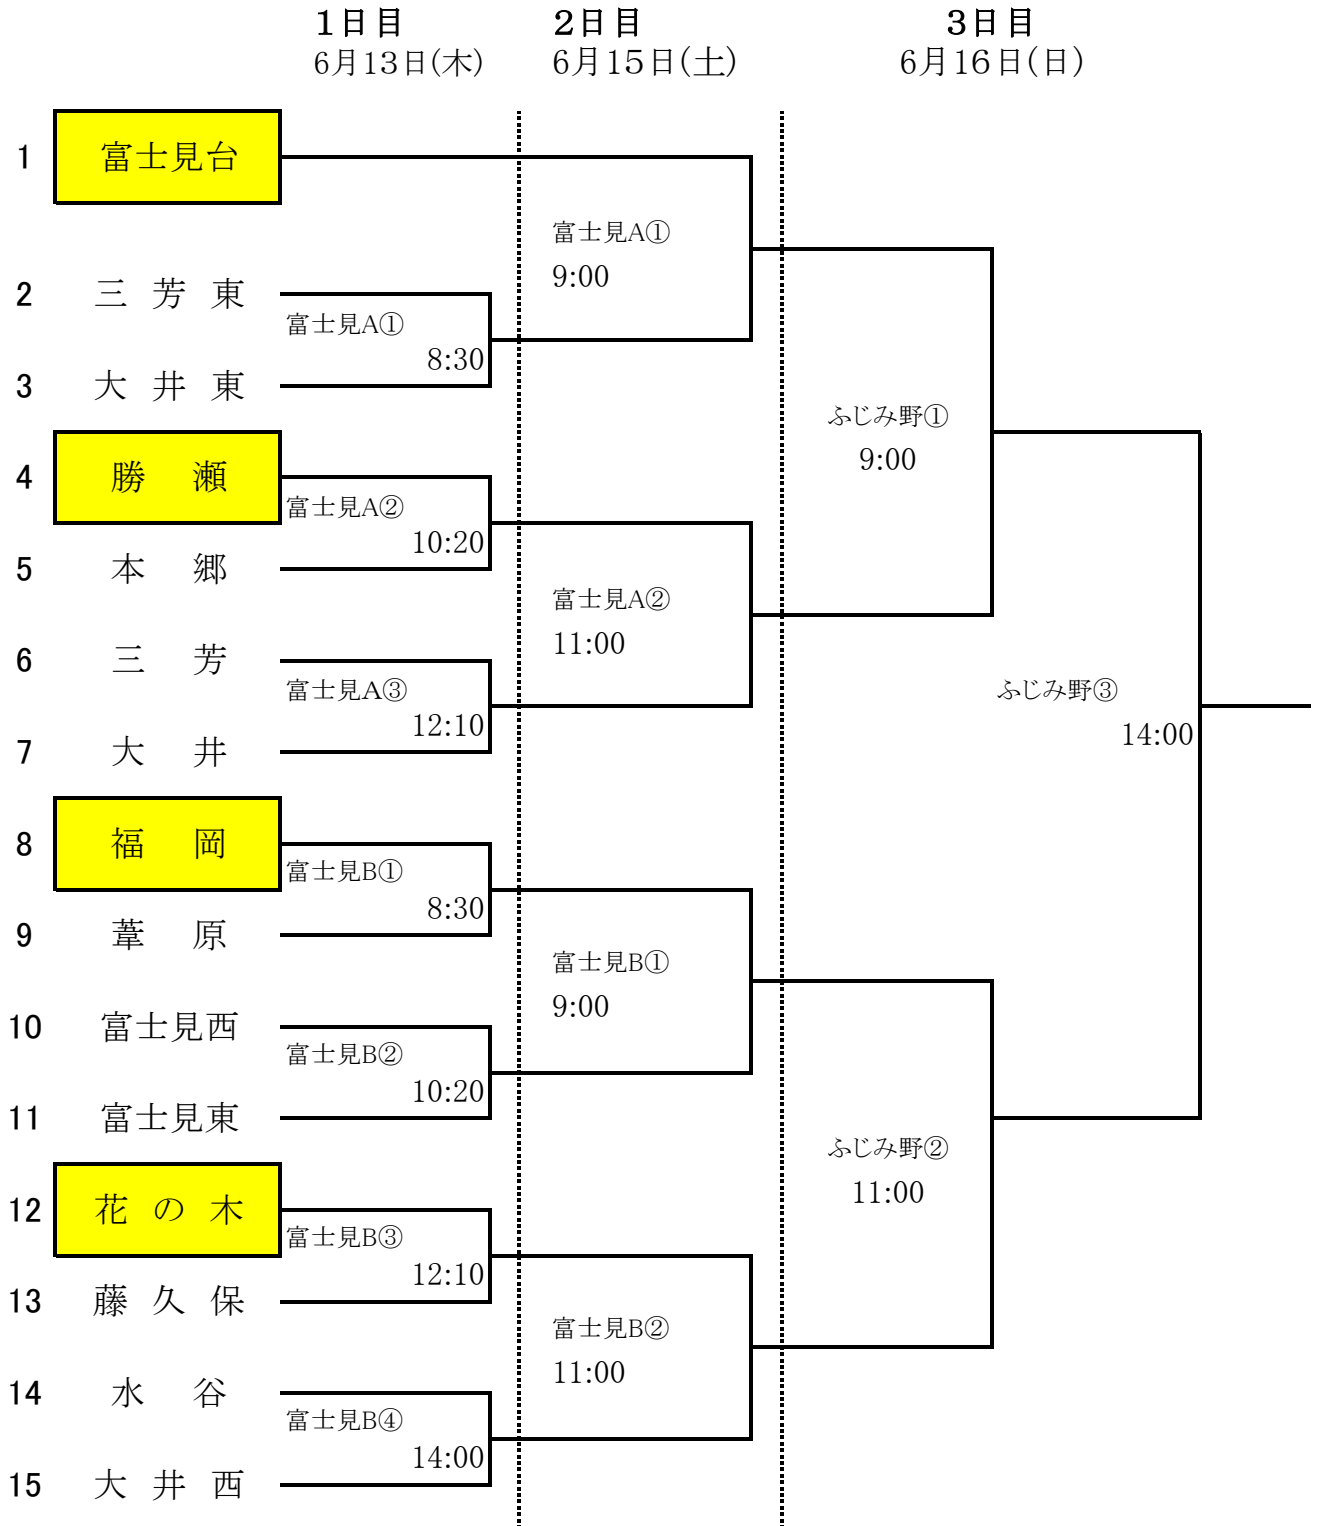 1日目 2日目 3日目
6月13日(木) 6月15日(土) 6月16日(日)
1 富士見台
富士見A①
9:00
2 三芳東
富士見A①
8:30
3 大井東
ふじみ野①
9:00
4 勝瀬
富士見A②
10:20
5 本郷
富士見A②
11:00
6 三芳
富士見A③
12:10
ふじみ野③
14:00
7 大井
8 福岡
富士見B①
8:30
9 葦原
富士見B①
9:00
10 富士見西
富士見B②
10:20
11 富士見東
ふじみ野②
11:00
12 花の木
富士見B③
12:10
13 藤久保
富士見B②
11:00
14 水谷
富士見B④
14:00
15 大井西